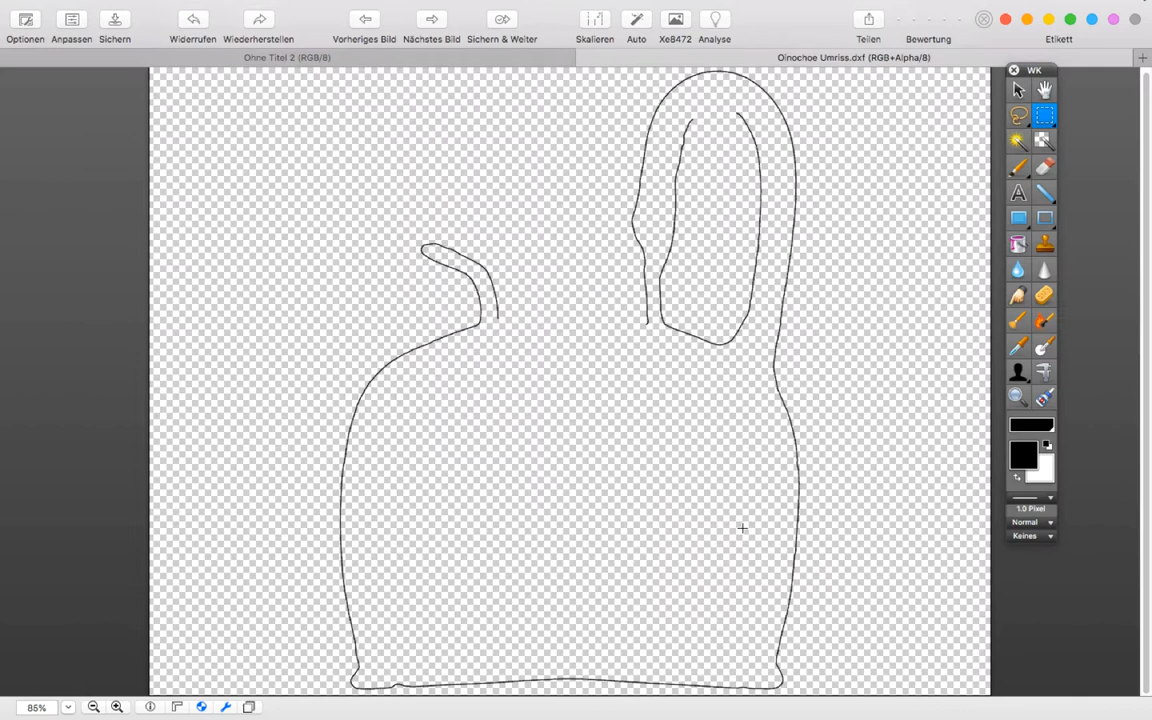 Optionen Anpassen Sichern Widerrufen Wiederherstellen Vorheriges Bild Nächstes Bild Sichern & Weiter Skalieren Auto Xe8472 Analyse Teilen Bewertung Etikett
Ohne Titel 2 (RGB/8) Oinochoe Umriss.dxf (RGB+Alpha/8)
WK
A
1.0 Pixel
Normal
Keines
85%